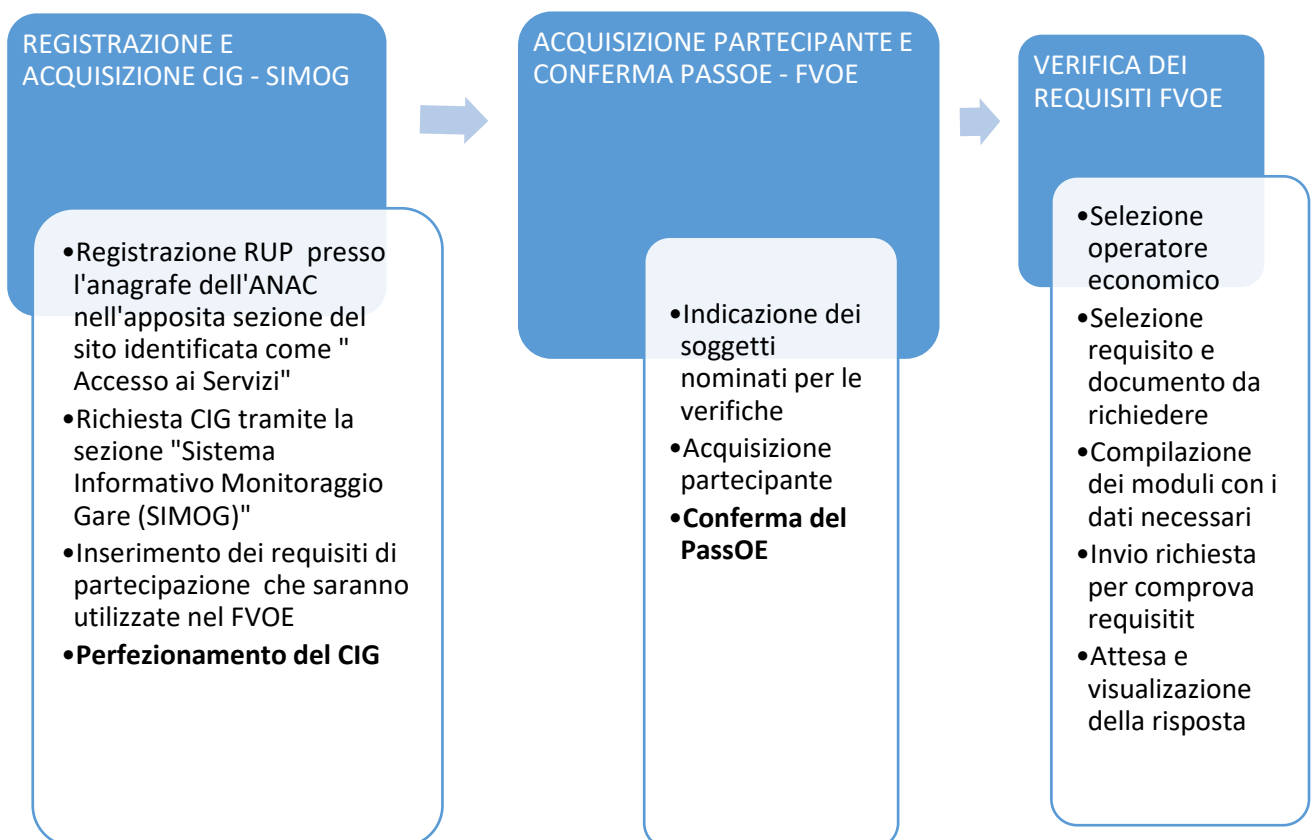 REGISTRAZIONE E
ACQUISIZIONE CIG - SIMOG
•Registrazione RUP presso
l'anagrafe dell'ANAC
nell'apposita sezione del
sito identificata come "
Accesso ai Servizi"
•Richiesta CIG tramite la
sezione "Sistema
Informativo Monitoraggio
Gare (SIMOG)"
•Inserimento dei requisiti di
partecipazione che saranno
utilizzate nel FVOE
•Perfezionamento del CIG
ACQUISIZIONE PARTECIPANTE E
CONFERMA PASSOE - FVOE
•Indicazione dei
soggetti
nominati per le
verifiche
•Acquisizione
partecipante
•Conferma del
PassOE
VERIFICA DEI
REQUISITI FVOE
•Selezione
operatore
economico
•Selezione
requisito e
documento da
richiedere
•Compilazione
dei moduli con i
dati necessari
•Invio richiesta
per comprova
requisitit
•Attesa e
visualizazione
della risposta